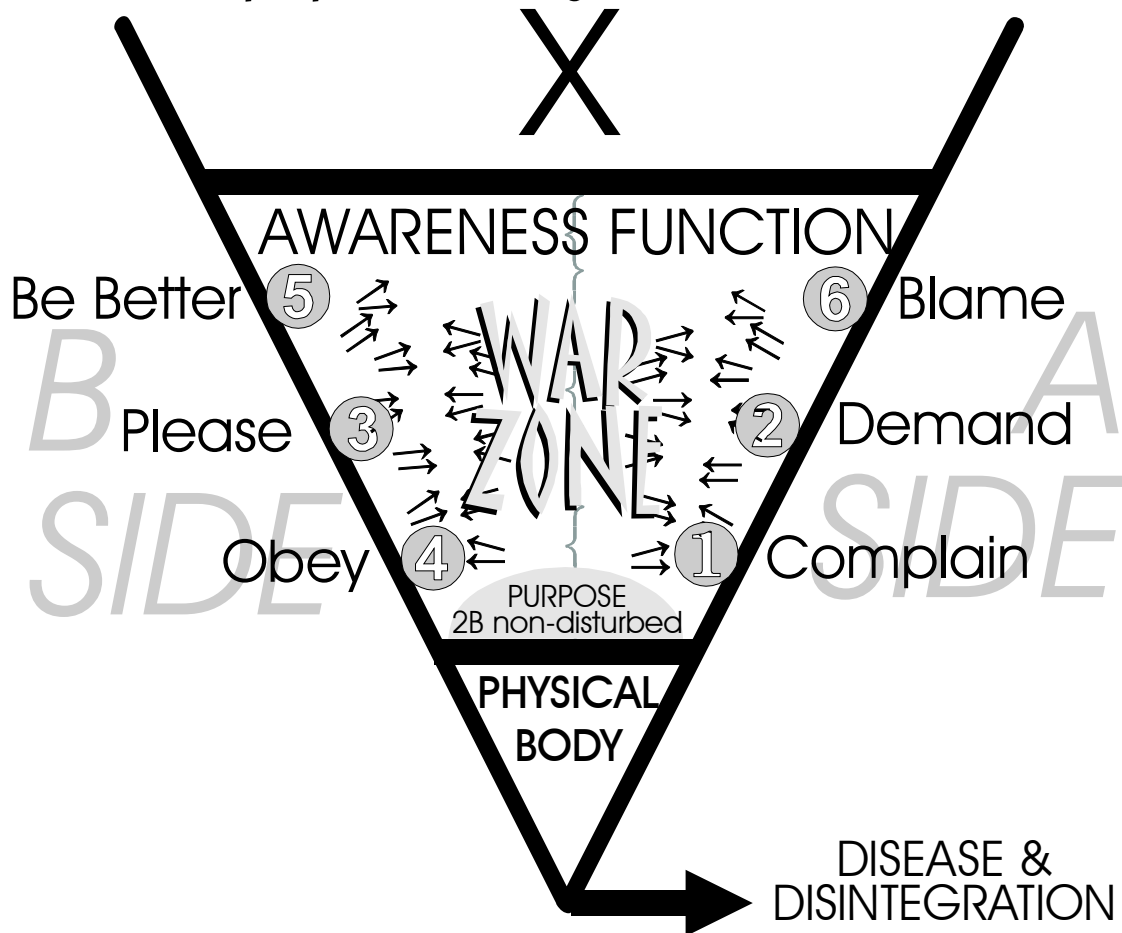 X
AWARENESS FUNCTION
Be Better 5
6 Blame
B SIDE
A SIDE
WAR
ZONE
Please 3
2 Demand
Obey 4
1 Complain
PURPOSE
2B non-disturbed
PHYSICAL
BODY
DISEASE &
DISINTEGRATION